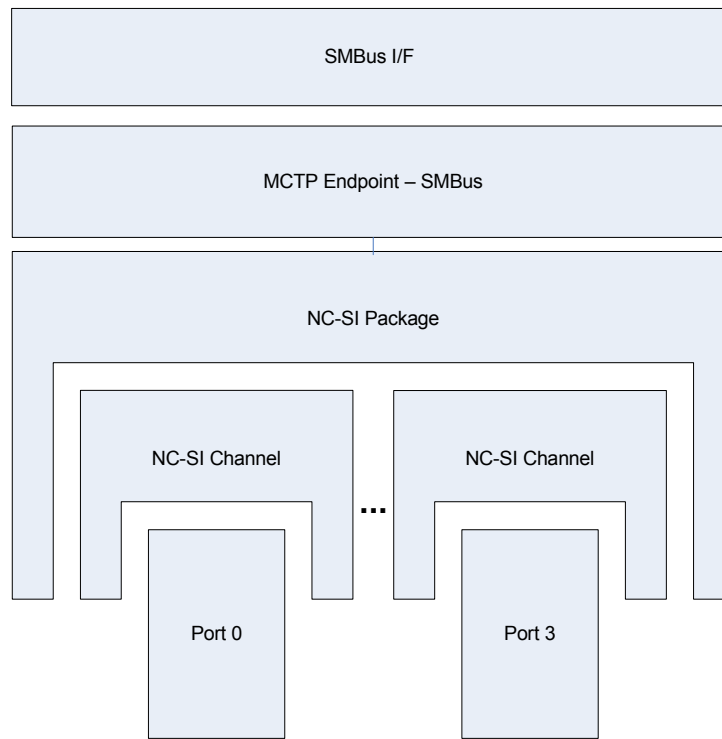 SMBus I/F
MCTP Endpoint – SMBus
NC-SI Package
NC-SI Channel
NC-SI Channel
...
Port 0
Port 3